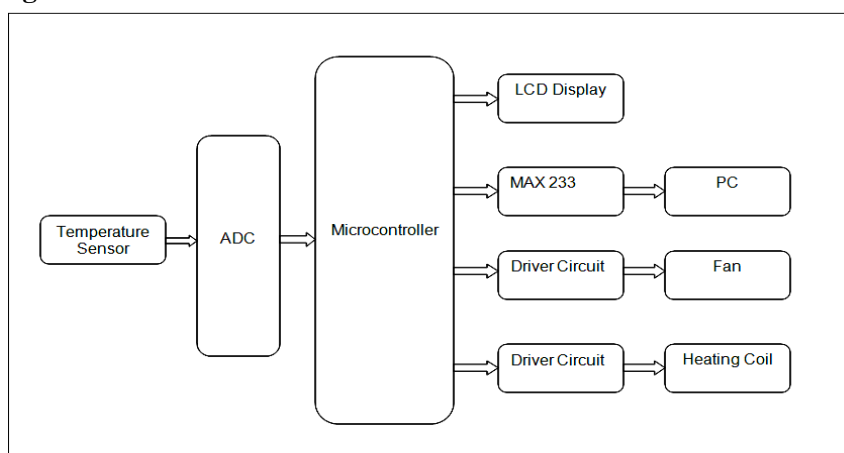 LCD Display
MAX 233
PC
Temperature
Sensor
ADC
Microcontroller
Driver Circuit
Fan
Driver Circuit
Heating Coil